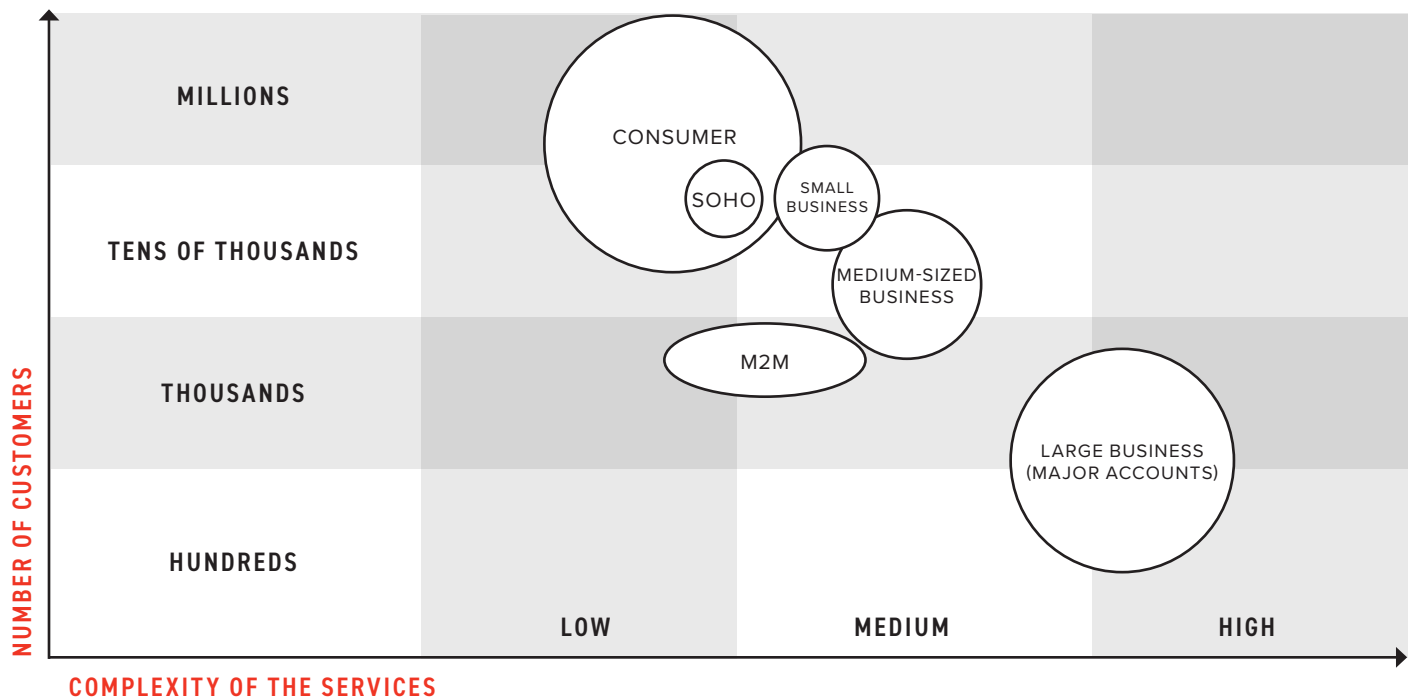 MILLIONS
CONSUMER
SOHO
SMALL
BUSINESS
TENS OF THOUSANDS
MEDIUM-SIZED
BUSINESS
M2M
THOUSANDS
LARGE BUSINESS
(MAJOR ACCOUNTS)
HUNDREDS
LOW
MEDIUM
HIGH
NUMBER OF CUSTOMERS
COMPLEXITY OF THE SERVICES